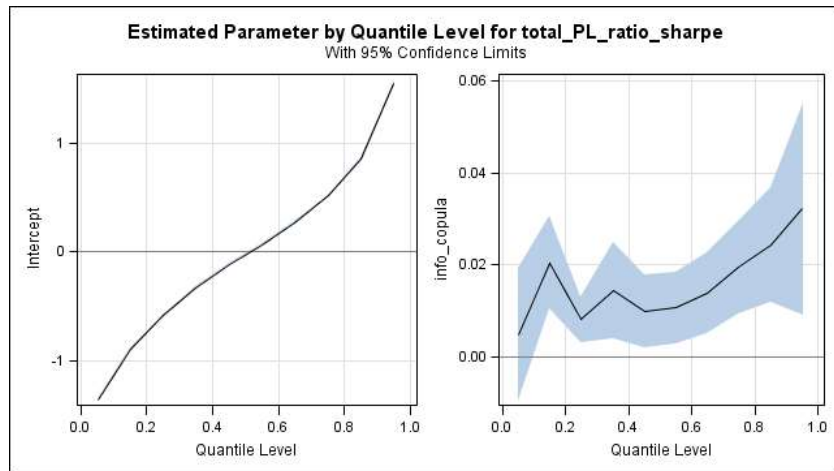 Estimated Parameter by Quantile Level for total_PL_ratio_sharpe
With 95% Confidence Limits
Intercept
1
0
-1
0.0 0.2 0.4 0.6 0.8 1.0
Quantile Level
info_copula
0.06
0.04
0.02
0.00
0.0 0.2 0.4 0.6 0.8 1.0
Quantile Level